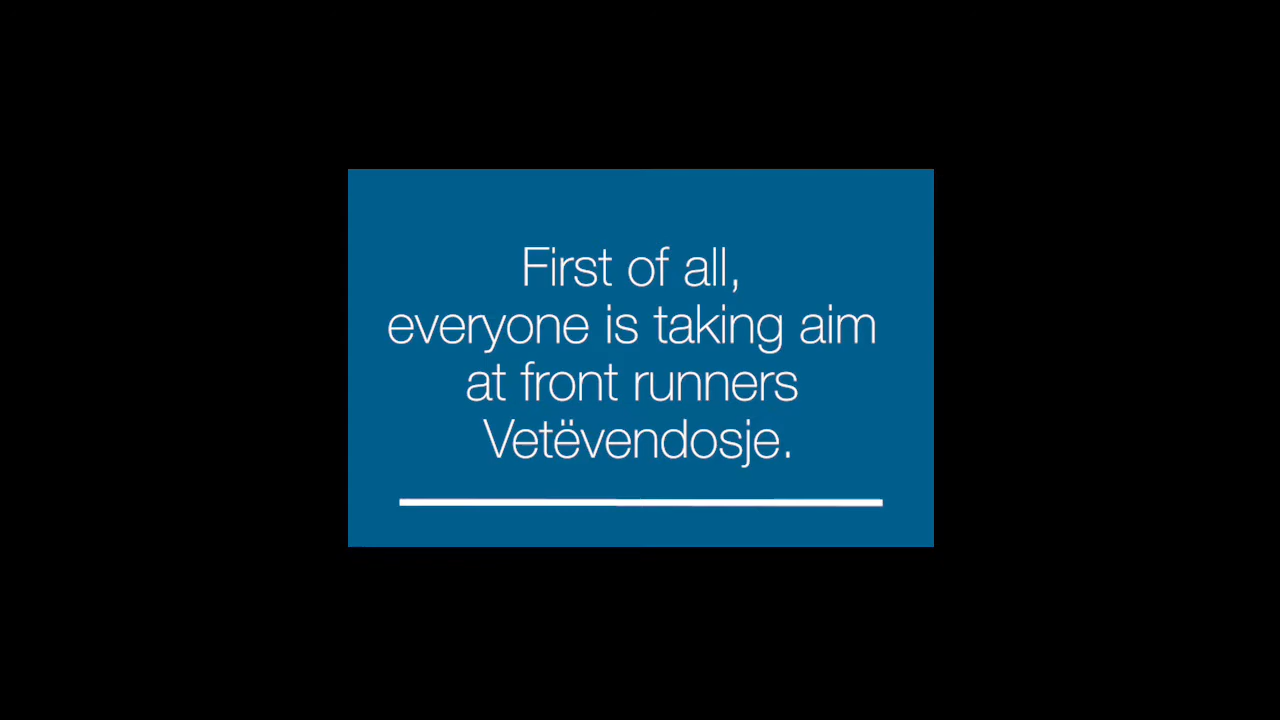 First of all,
everyone is taking aim
at front runners
Vetëvendosje.